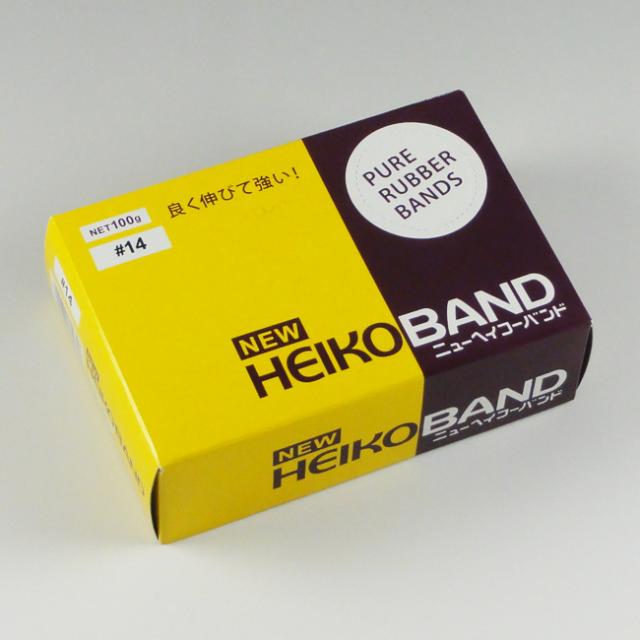 NET100g
#14
良く伸びて強い!
PURE
RUBBER
BANDS
NEW
HEIKOBAND
ニューヘイコーバンド
#14
NEW
HEIKOBAND
ニューヘイコーバンド